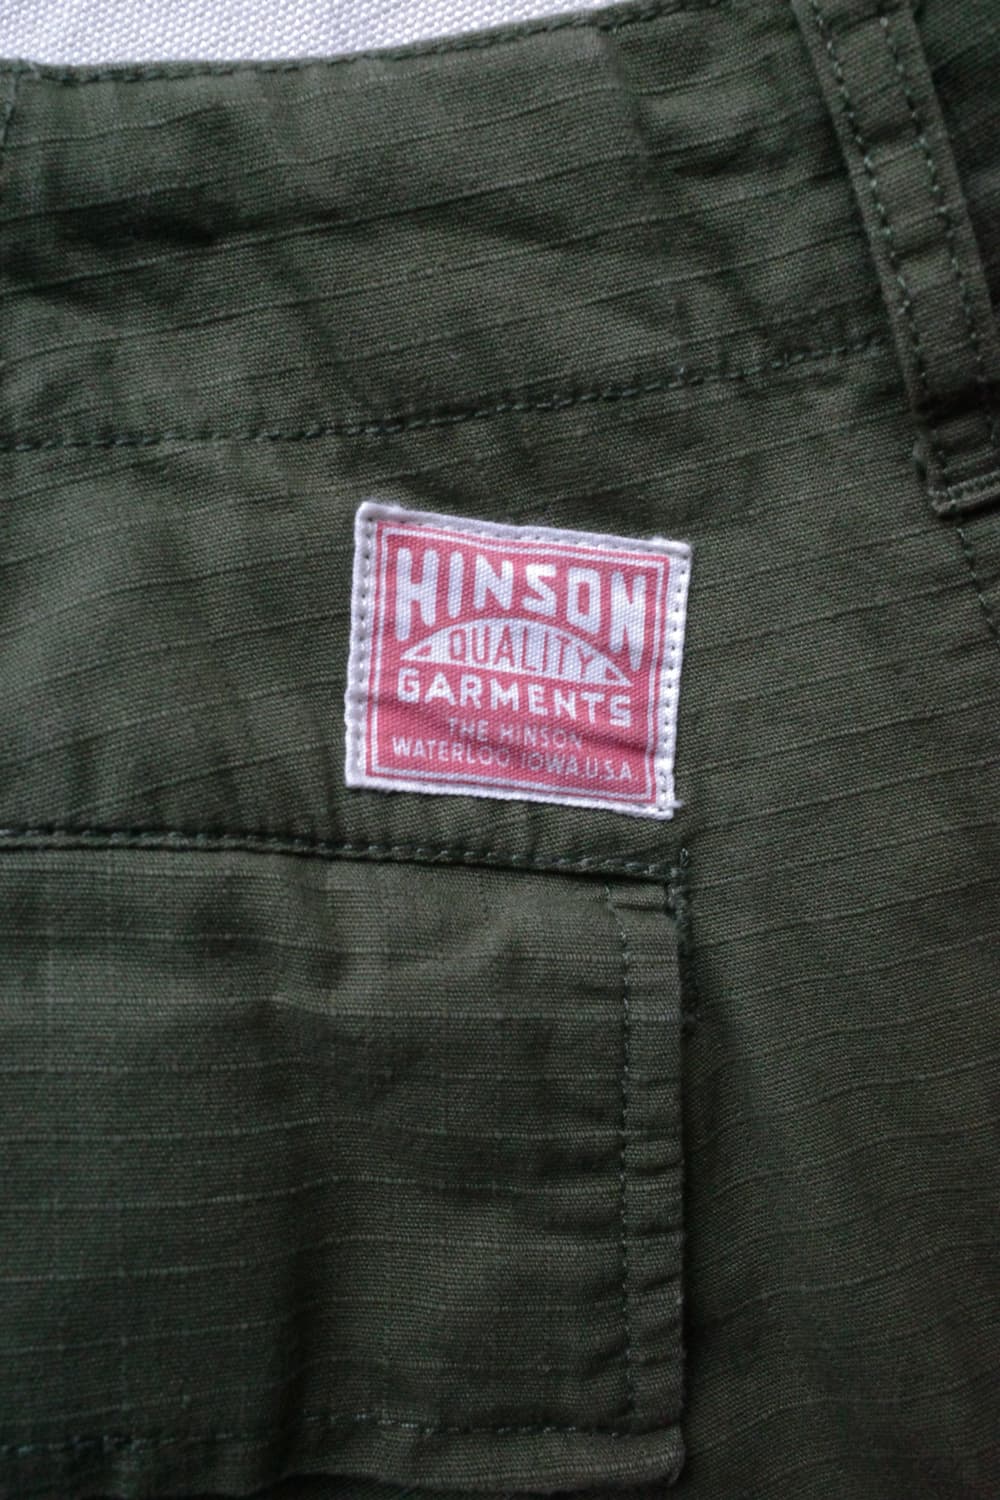 HINSON
QUALITY
GARMENTS
THE HINSON
WATERLOO IOWA.U.S.A